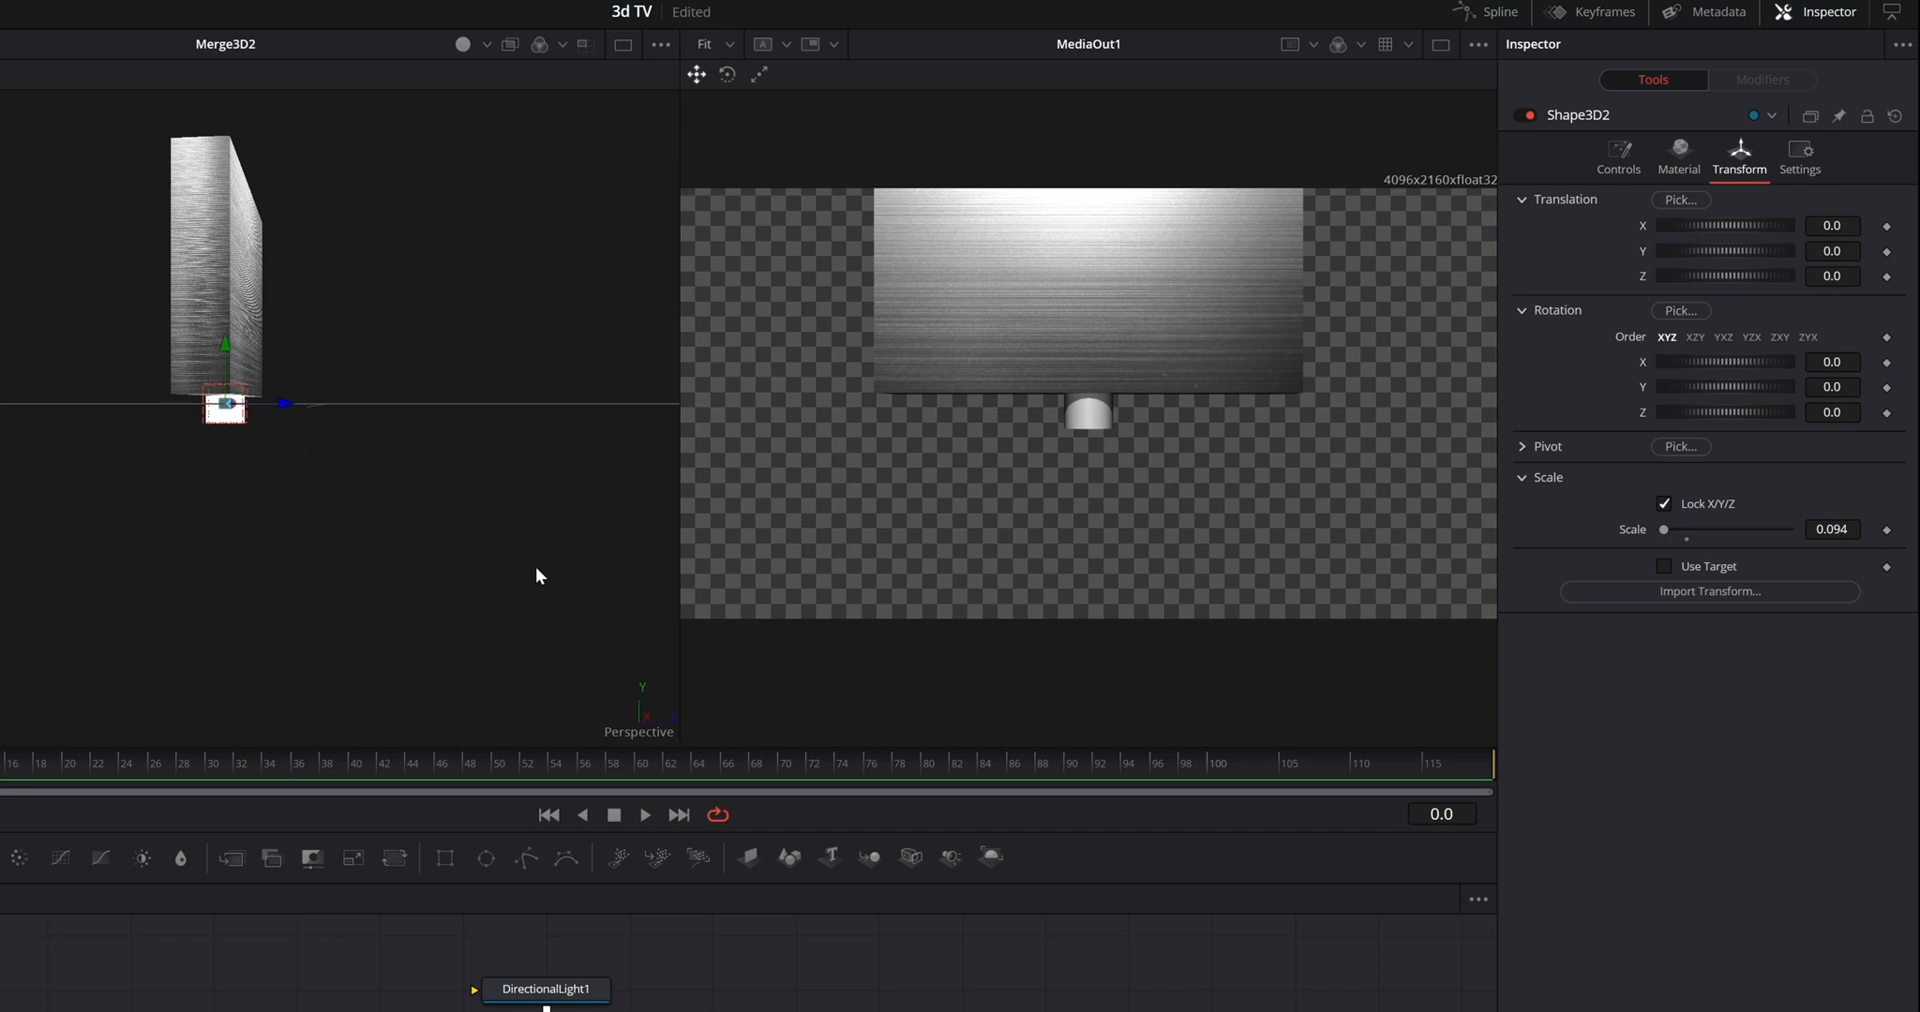 3d TV Edited
Spline Keyframes Metadata Inspector
Merge3D2
Fit A
MediaOut1
Inspector
Tools Modifiers
Shape3D2
Controls Material Transform Settings
4096x2160xfloat32
Translation Pick...
X 0.0
Y 0.0
Z 0.0
Rotation Pick...
Order XYZ XZY YXZ YZX ZXY ZYX
X 0.0
Y 0.0
Z 0.0
Pivot Pick...
Scale
Lock X/Y/Z
Scale 0.094
Use Target
Import Transform...
Y
X
Perspective
16 18 20 22 24 26 28 30 32 34 36 38 40 42 44 46 48 50 52 54 56 58 60 62 64 66 68 70 72 74 76 78 80 82 84 86 88 90 92 94 96 98 100 105 110 115
0.0
T
DirectionalLight1